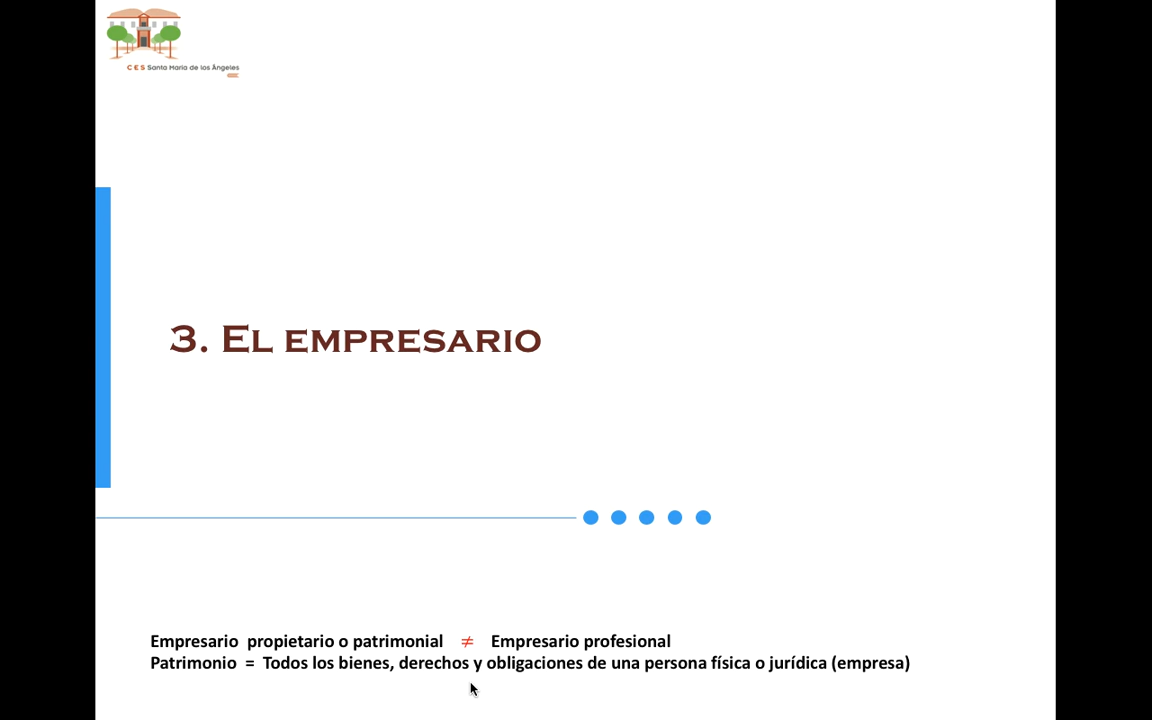 C E S Santa María de los Ángeles
3. El empresario
Empresario propietario o patrimonial ≠ Empresario profesional
Patrimonio = Todos los bienes, derechos y obligaciones de una persona física o jurídica (empresa)